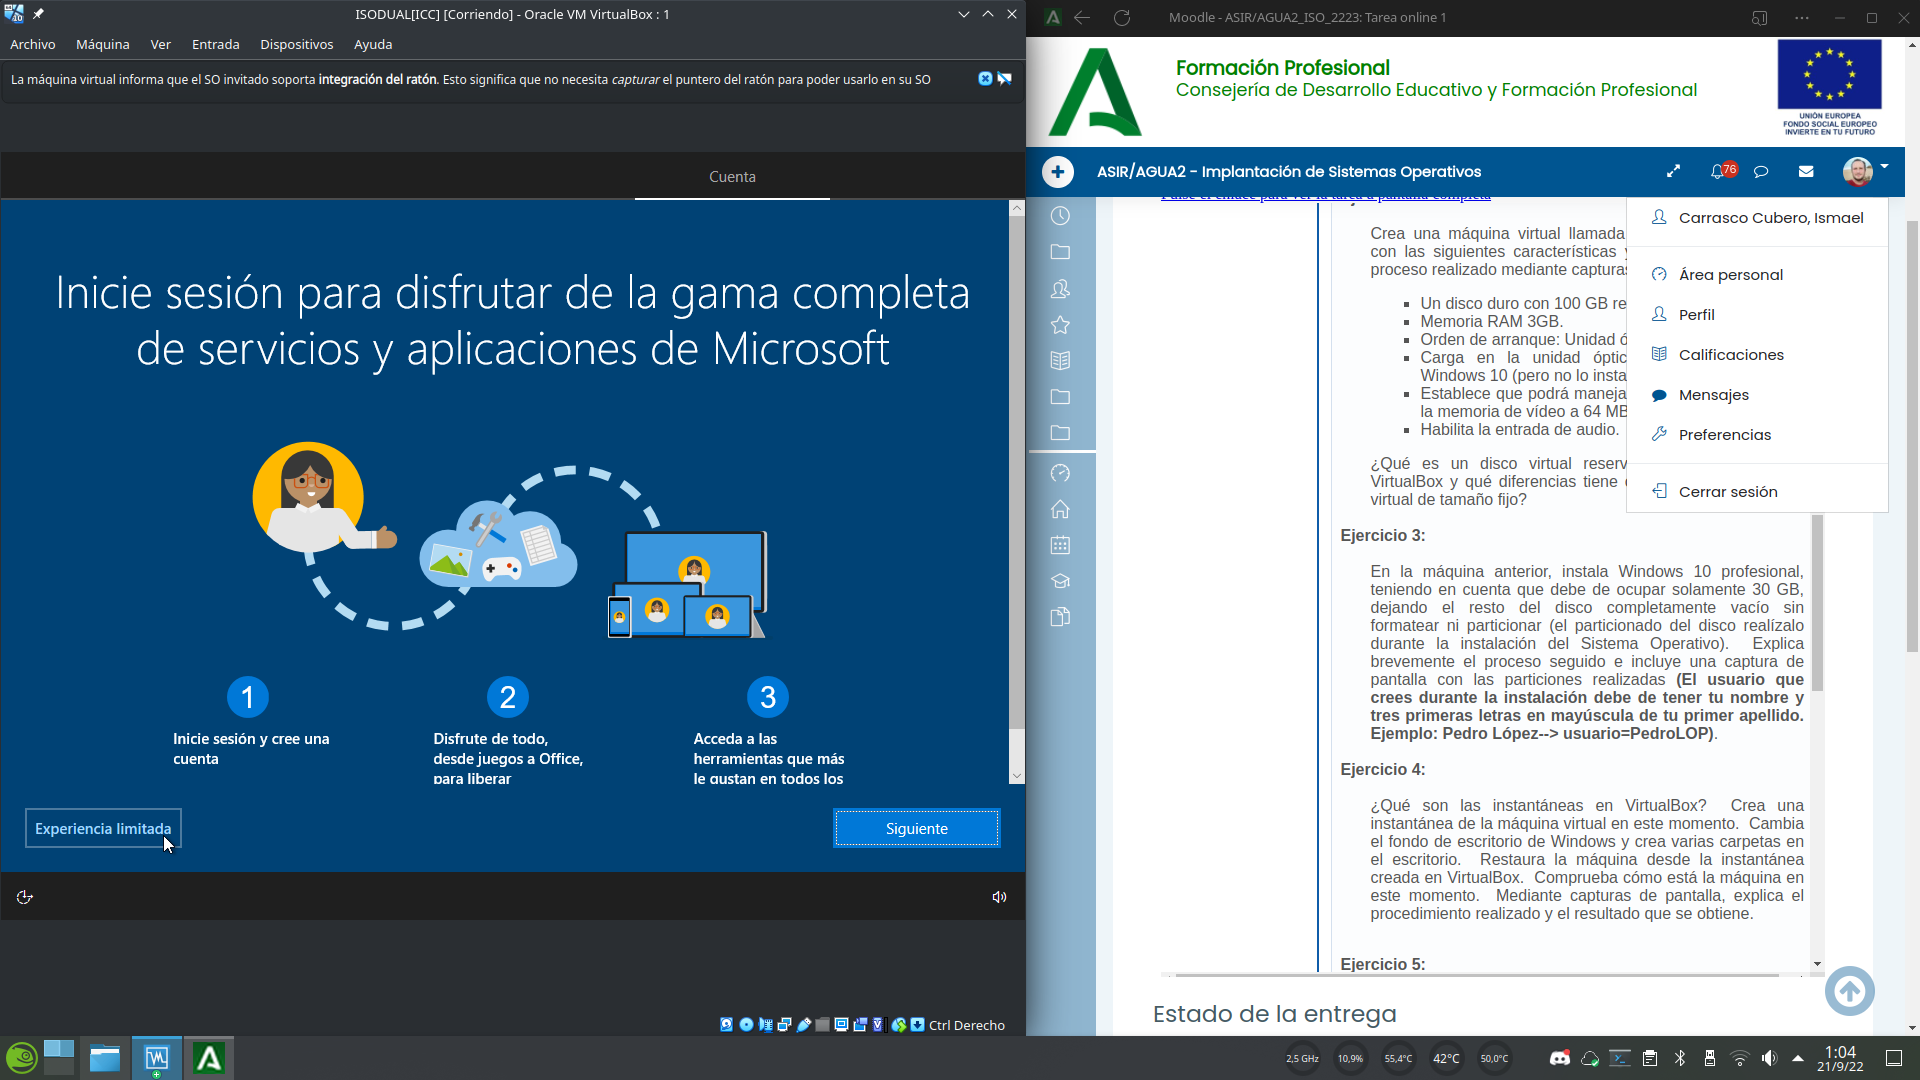 ISODUAL[ICC] [Corriendo] - Oracle VM VirtualBox : 1
Archivo Máquina Ver Entrada Dispositivos Ayuda
La máquina virtual informa que el SO invitado soporta integración del ratón. Esto significa que no necesita capturar el puntero del ratón para poder usarlo en su SO
Cuenta
Inicie sesión para disfrutar de la gama completa
de servicios y aplicaciones de Microsoft
1
Inicie sesión y cree una
cuenta
2
Disfrute de todo,
desde juegos a Office,
para liberar
3
Acceda a las
herramientas que más
le gustan en todos los
Experiencia limitada
Siguiente
Ctrl Derecho
Moodle - ASIR/AGUA2_ISO_2223: Tarea online 1
Formación Profesional
Consejería de Desarrollo Educativo y Formación Profesional
UNIÓN EUROPEA
FONDO SOCIAL EUROPEO
INVIERTE EN TU FUTURO
ASIR/AGUA2 - Implantación de Sistemas Operativos
76
Pulse el enlace para ver la tarea a pantalla completa
Carrasco Cubero, Ismael
Área personal
Perfil
Calificaciones
Mensajes
Preferencias
Cerrar sesión
Crea una máquina virtual llamada
con las siguientes características
proceso realizado mediante capturas
Un disco duro con 100 GB re
Memoria RAM 3GB.
Orden de arranque: Unidad ó
Carga en la unidad óptic
Windows 10 (pero no lo insta
Establece que podrá maneja
la memoria de vídeo a 64 MB
Habilita la entrada de audio.
¿Qué es un disco virtual reserv
VirtualBox y qué diferencias tiene
virtual de tamaño fijo?
Ejercicio 3:
En la máquina anterior, instala Windows 10 profesional,
teniendo en cuenta que debe de ocupar solamente 30 GB,
dejando el resto del disco completamente vacío sin
formatear ni particionar (el particionado del disco realízalo
durante la instalación del Sistema Operativo). Explica
brevemente el proceso seguido e incluye una captura de
pantalla con las particiones realizadas (El usuario que
crees durante la instalación debe de tener tu nombre y
tres primeras letras en mayúscula de tu primer apellido.
Ejemplo: Pedro López--> usuario=PedroLOP).
Ejercicio 4:
¿Qué son las instantáneas en VirtualBox? Crea una
instantánea de la máquina virtual en este momento. Cambia
el fondo de escritorio de Windows y crea varias carpetas en
el escritorio. Restaura la máquina desde la instantánea
creada en VirtualBox. Comprueba cómo está la máquina en
este momento. Mediante capturas de pantalla, explica el
procedimiento realizado y el resultado que se obtiene.
Ejercicio 5:
Estado de la entrega
2,5 GHz
10,9%
55,4°C
42°C
50,0°C
1:04
21/9/22